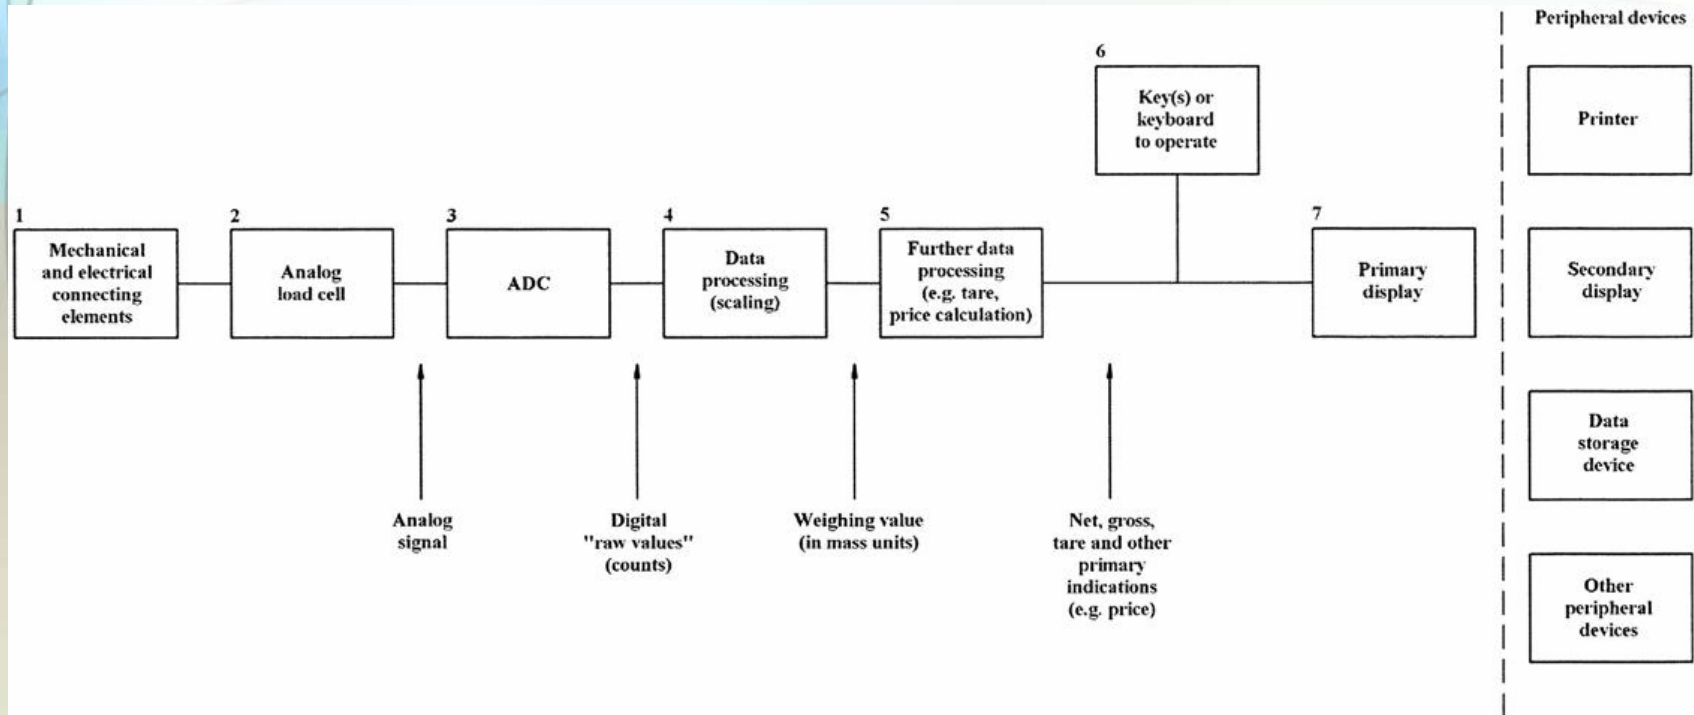 Peripheral devices
6
Key(s) or
keyboard
to operate
Printer
1
Mechanical
and electrical
connecting
elements
2
Analog
load cell
3
ADC
4
Data
processing
(scaling)
5
Further data
processing
(e.g. tare,
price calculation)
7
Primary
display
Secondary
display
Data
storage
device
Analog
signal
Digital
"raw values"
(counts)
Weighing value
(in mass units)
Net, gross,
tare and other
primary
indications
(e.g. price)
Other
peripheral
devices